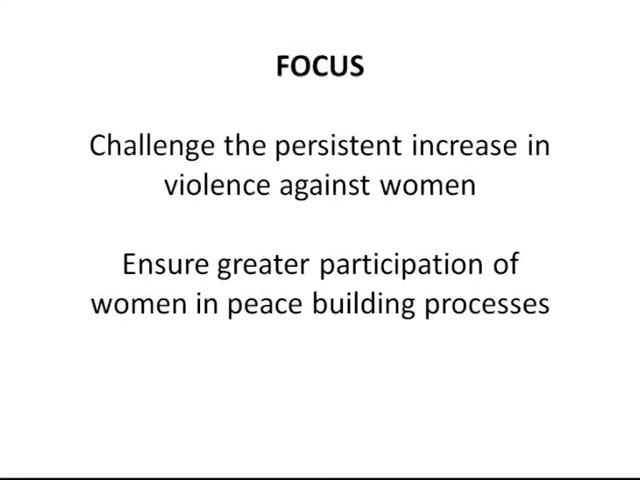 FOCUS
Challenge the persistent increase in
violence against women
Ensure greater participation of
women in peace building processes